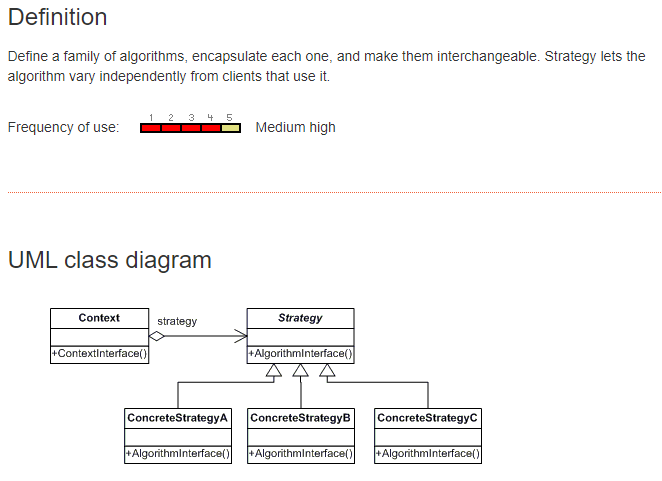 Definition
Define a family of algorithms, encapsulate each one, and make them interchangeable. Strategy lets the
algorithm vary independently from clients that use it.
1 2 3 4 5
Frequency of use: Medium high
UML class diagram
Context strategy Strategy
+ContextInterface() +AlgorithmInterface()
ConcreteStrategyA ConcreteStrategyB ConcreteStrategyC
+AlgorithmInterface() +AlgorithmInterface() +AlgorithmInterface()